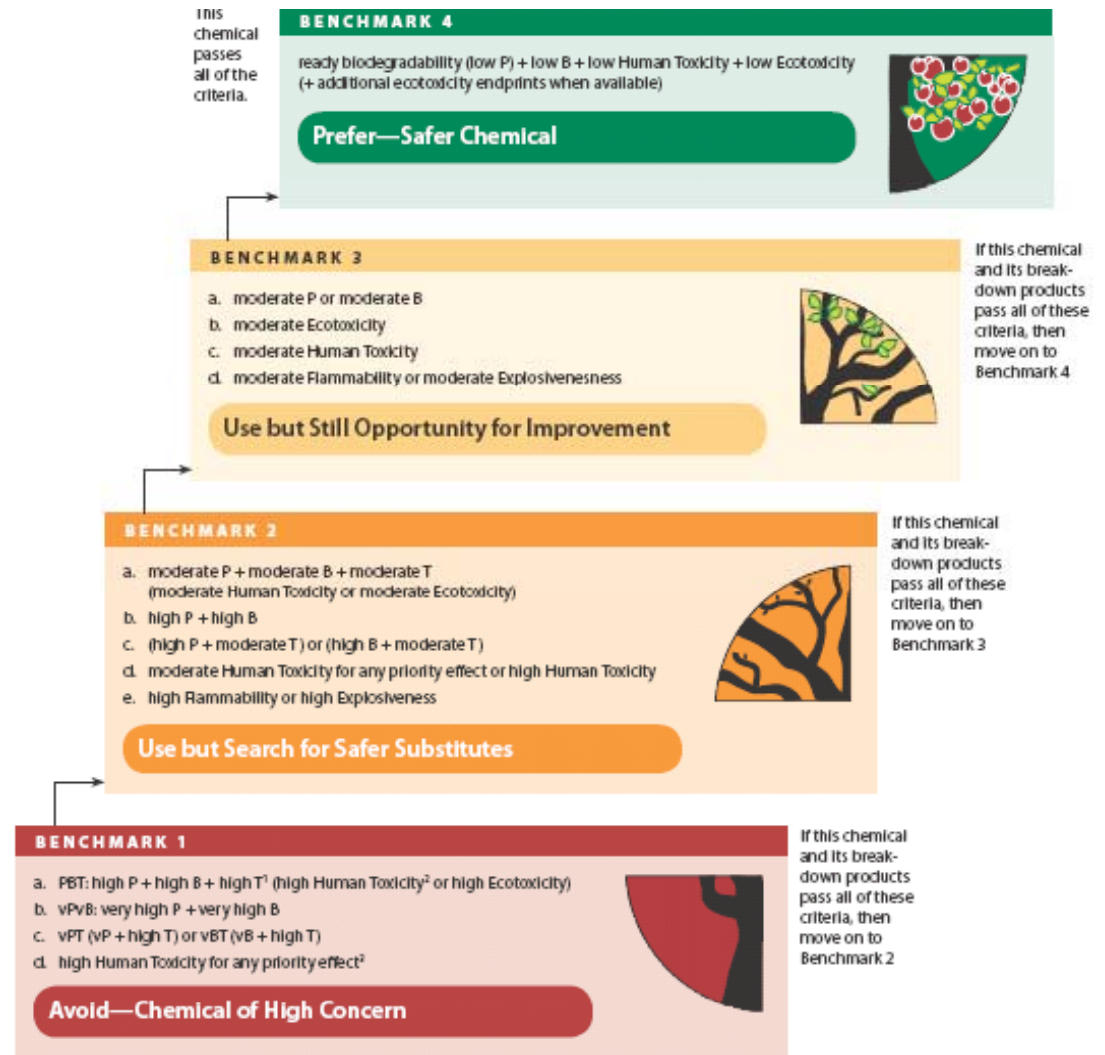 This
chemical
passes
all of the
criteria.
BENCHMARK 4
ready biodegradability (low P) + low B + low Human Toxicity + low Ecotoxicity
(+ additional ecotoxicity endprints when available)
Prefer—Safer Chemical
BENCHMARK 3
a. moderate P or moderate B
b. moderate Ecotoxicity
c. moderate Human Toxicity
d. moderate Flammability or moderate Explosivenesness
Use but Still Opportunity for Improvement
If this chemical
and its break-
down products
pass all of these
criteria, then
move on to
Benchmark 4
BENCHMARK 2
a. moderate P + moderate B + moderate T
(moderate Human Toxicity or moderate Ecotoxicity)
b. high P + high B
c. (high P + moderate T) or (high B + moderate T)
d. moderate Human Toxicity for any priority effect or high Human Toxicity
e. high Flammability or high Explosiveness
Use but Search for Safer Substitutes
If this chemical
and its break-
down products
pass all of these
criteria, then
move on to
Benchmark 3
BENCHMARK 1
a. PBT: high P + high B + high T¹ (high Human Toxicity² or high Ecotoxicity)
b. vPvB: very high P + very high B
c. vPT (vP + high T) or vBT (vB + high T)
d. high Human Toxicity for any priority effect²
Avoid—Chemical of High Concern
If this chemical
and its break-
down products
pass all of these
criteria, then
move on to
Benchmark 2